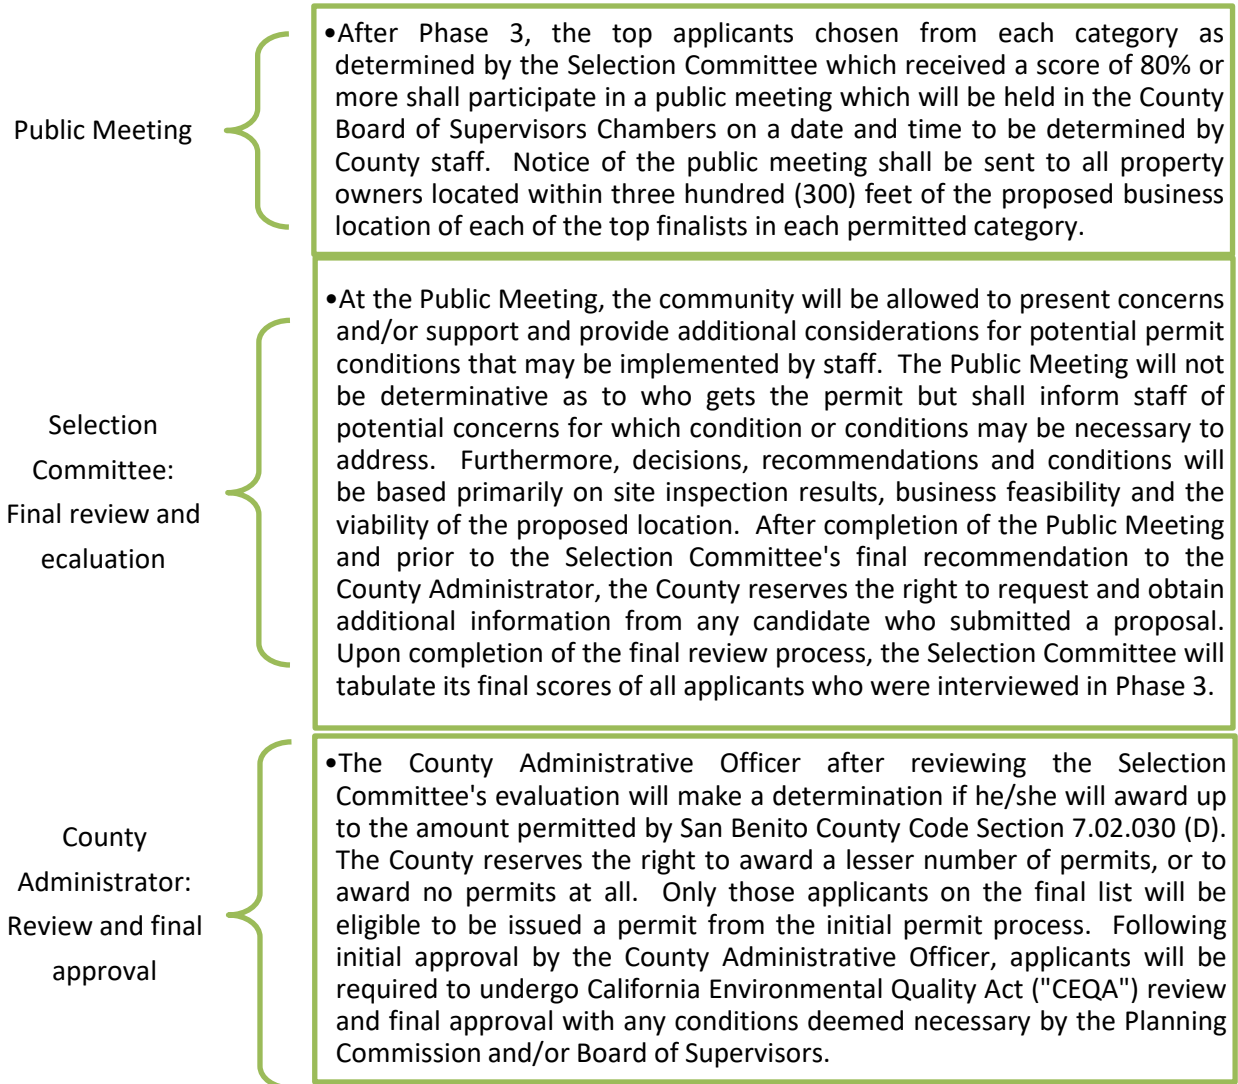 Public Meeting
•After Phase 3, the top applicants chosen from each category as
determined by the Selection Committee which received a score of 80% or
more shall participate in a public meeting which will be held in the County
Board of Supervisors Chambers on a date and time to be determined by
County staff. Notice of the public meeting shall be sent to all property
owners located within three hundred (300) feet of the proposed business
location of each of the top finalists in each permitted category.
Selection
Committee:
Final review and
ecaluation
•At the Public Meeting, the community will be allowed to present concerns
and/or support and provide additional considerations for potential permit
conditions that may be implemented by staff. The Public Meeting will not
be determinative as to who gets the permit but shall inform staff of
potential concerns for which condition or conditions may be necessary to
address. Furthermore, decisions, recommendations and conditions will
be based primarily on site inspection results, business feasibility and the
viability of the proposed location. After completion of the Public Meeting
and prior to the Selection Committee's final recommendation to the
County Administrator, the County reserves the right to request and obtain
additional information from any candidate who submitted a proposal.
Upon completion of the final review process, the Selection Committee will
tabulate its final scores of all applicants who were interviewed in Phase 3.
County
Administrator:
Review and final
approval
•The County Administrative Officer after reviewing the Selection
Committee's evaluation will make a determination if he/she will award up
to the amount permitted by San Benito County Code Section 7.02.030 (D).
The County reserves the right to award a lesser number of permits, or to
award no permits at all. Only those applicants on the final list will be
eligible to be issued a permit from the initial permit process. Following
initial approval by the County Administrative Officer, applicants will be
required to undergo California Environmental Quality Act ("CEQA") review
and final approval with any conditions deemed necessary by the Planning
Commission and/or Board of Supervisors.